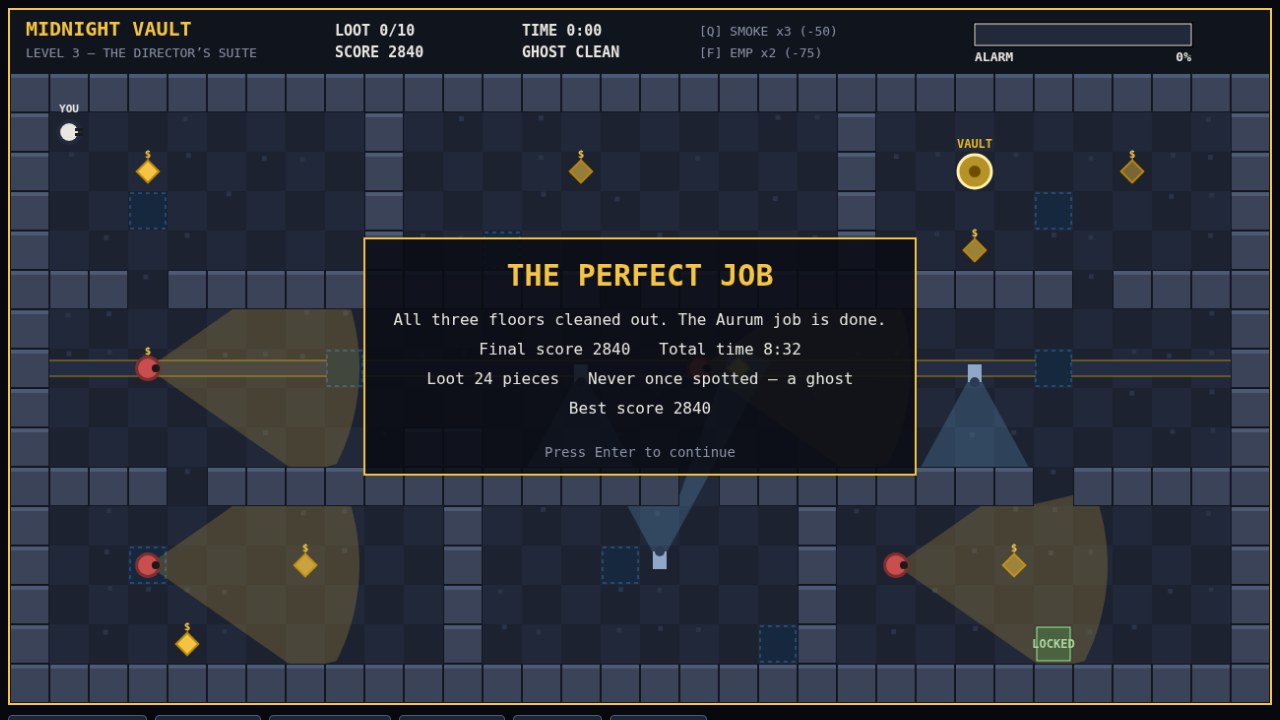 MIDNIGHT VAULT
LEVEL 3 — THE DIRECTOR'S SUITE
LOOT 0/10
SCORE 2840
TIME 0:00
GHOST CLEAN
[Q] SMOKE x3 (-50)
[F] EMP x2 (-75)
ALARM 0%
YOU
$
$
VAULT
$
$
THE PERFECT JOB
All three floors cleaned out. The Aurum job is done.
Final score 2840 Total time 8:32
$
Loot 24 pieces Never once spotted — a ghost
Best score 2840
Press Enter to continue
$
$
$
LOCKED